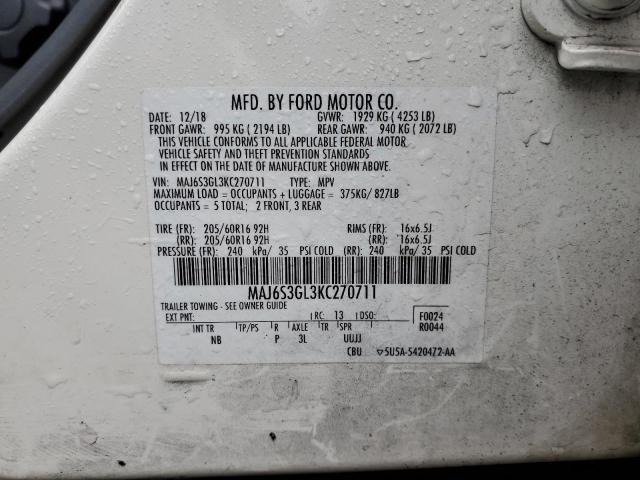 MFD. BY FORD MOTOR CO.
DATE: 12/18 GVWR: 1929 KG ( 4253 LB)
FRONT GAWR: 995 KG ( 2194 LB) REAR GAWR: 940 KG ( 2072 LB)
THIS VEHICLE CONFORMS TO ALL APPLICABLE FEDERAL MOTOR
VEHICLE SAFETY AND THEFT PREVENTION STANDARDS
IN EFFECT ON THE DATE OF MANUFACTURE SHOWN ABOVE.
VIN: MAJ6S3GL3KC270711 TYPE: MPV
MAXIMUM LOAD = OCCUPANTS + LUGGAGE = 375KG/ 827LB
OCCUPANTS = 5 TOTAL; 2 FRONT, 3 REAR
TIRE (FR): 205/60R16 92H RIMS (FR): 16x6.5J
(RR): 205/60R16 92H (RR): 16x6.5J
PRESSURE (FR): 240 kPa/ 35 PSI COLD (RR): 240 kPa/ 35 PSI COLD
MAJ6S3GL3KC270711
TRAILER TOWING - SEE OWNER GUIDE
EXT PNT: RC: 13 DSO: F0024
R0044
INT TR TP/PS R AXLE TR SPR
NB P 3L UUJJ
CBU 5U5A-5420472-AA